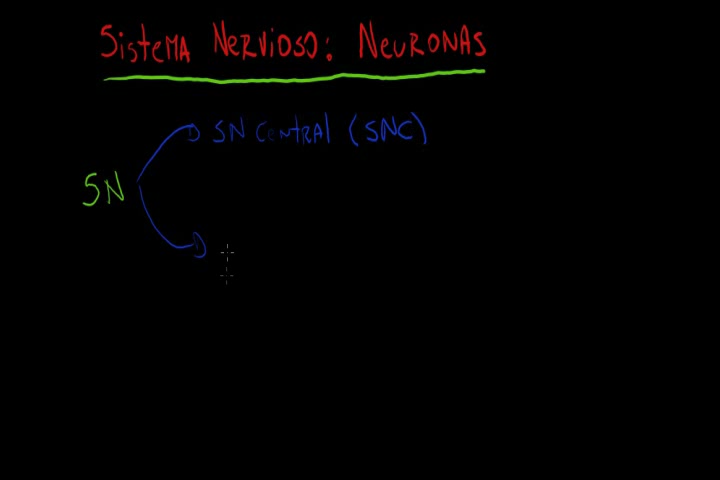 Sistema Nervioso: Neuronas
SN Central (SNC)
SN